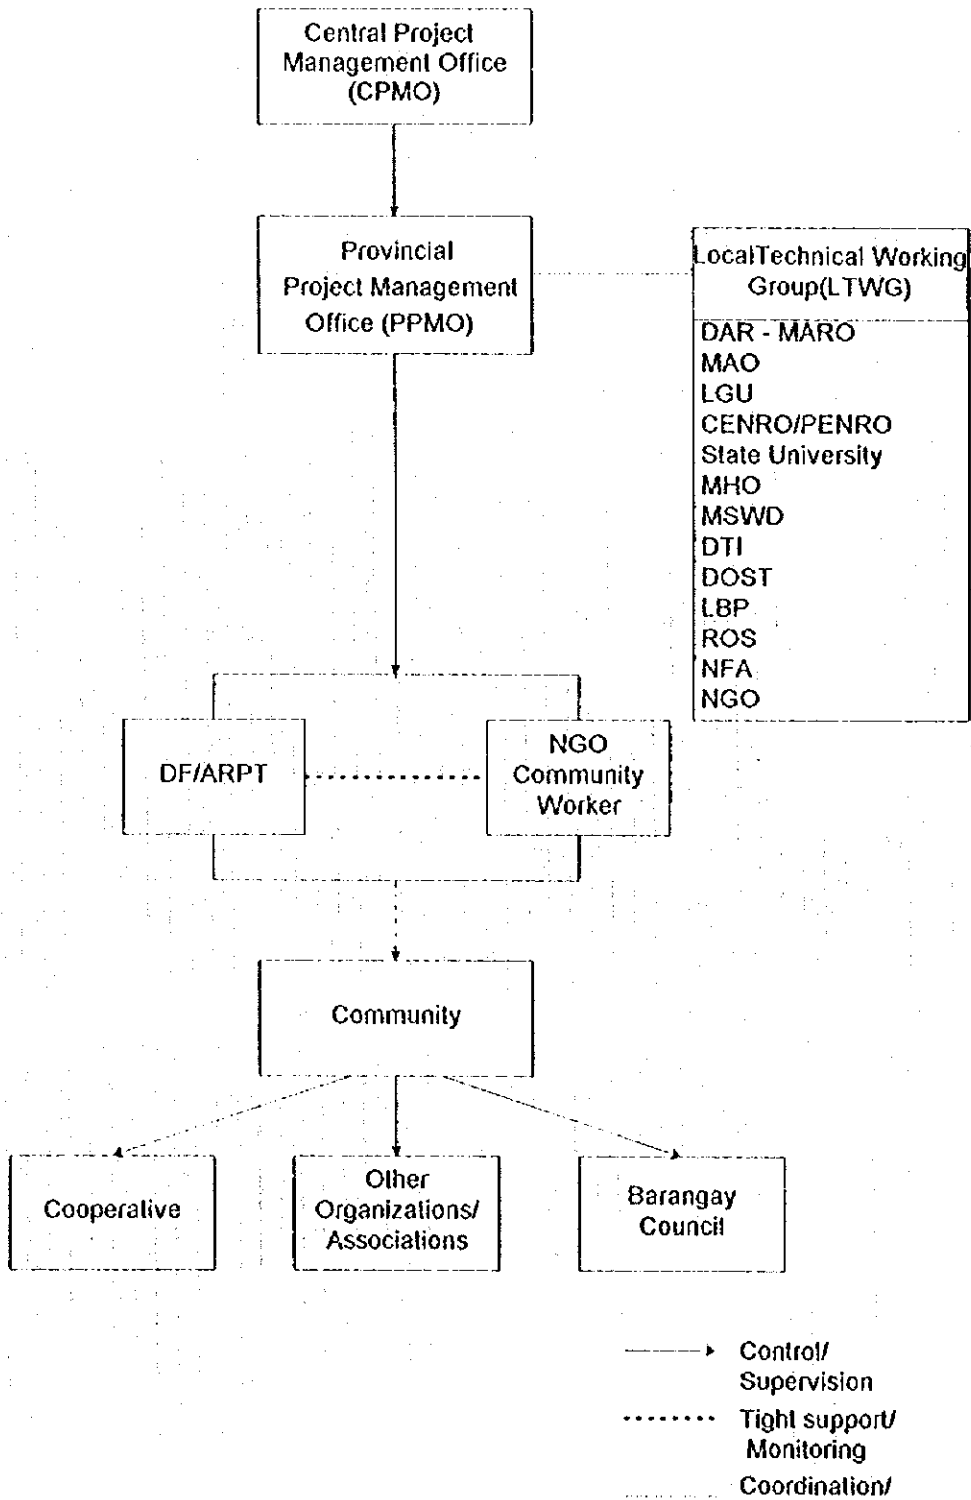 Central Project
Management Office
(CPMO)
Provincial
Project Management
Office (PPMO)
LocalTechnical Working
Group(LTWG)
DAR - MARO
MAO
LGU
CENRO/PENRO
State University
MHO
MSWD
DTI
DOST
LBP
ROS
NFA
NGO
DF/ARPT
NGO
Community
Worker
Community
Cooperative
Other
Organizations/
Associations
Barangay
Council
Control/
Supervision
Tight support/
Monitoring
Coordination/